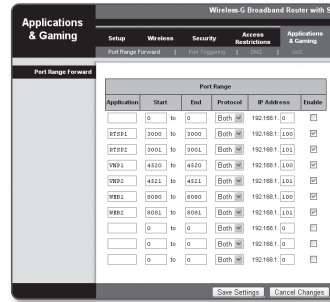 Wireless-G Broadband Router with S
Applications
& Gaming
Setup Wireless Security Access Restrictions Applications & Gaming
Port Range Forward | Port Triggering | DMZ | QoS
Port Range Forward
Port Range
Application Start End Protocol IP Address Enable
0 to 0 Both 192.168.1. 0
RTSP1 3000 to 3000 Both 192.168.1. 100
RTSP2 3001 to 3001 Both 192.168.1. 101
VNP1 4520 to 4520 Both 192.168.1. 100
VNP2 4521 to 4521 Both 192.168.1. 101
WEB1 8080 to 8080 Both 192.168.1. 100
WEB2 8081 to 8081 Both 192.168.1. 101
0 to 0 Both 192.168.1. 0
0 to 0 Both 192.168.1. 0
0 to 0 Both 192.168.1. 0
Save Settings Cancel Changes